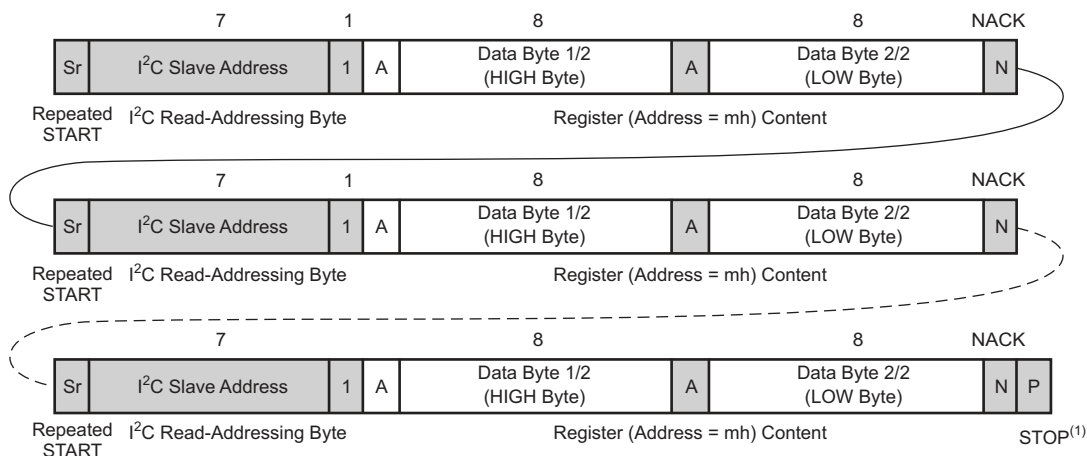 7 1 8 8 NACK
Sr I²C Slave Address 1 A Data Byte 1/2 (HIGH Byte) A Data Byte 2/2 (LOW Byte) N
Repeated START I²C Read-Addressing Byte Register (Address = mh) Content
7 1 8 8 NACK
Sr I²C Slave Address 1 A Data Byte 1/2 (HIGH Byte) A Data Byte 2/2 (LOW Byte) N
Repeated START I²C Read-Addressing Byte Register (Address = mh) Content
7 8 8 NACK
Sr I²C Slave Address 1 A Data Byte 1/2 (HIGH Byte) A Data Byte 2/2 (LOW Byte) N P
Repeated START I²C Read-Addressing Byte Register (Address = mh) Content STOP⁽¹⁾